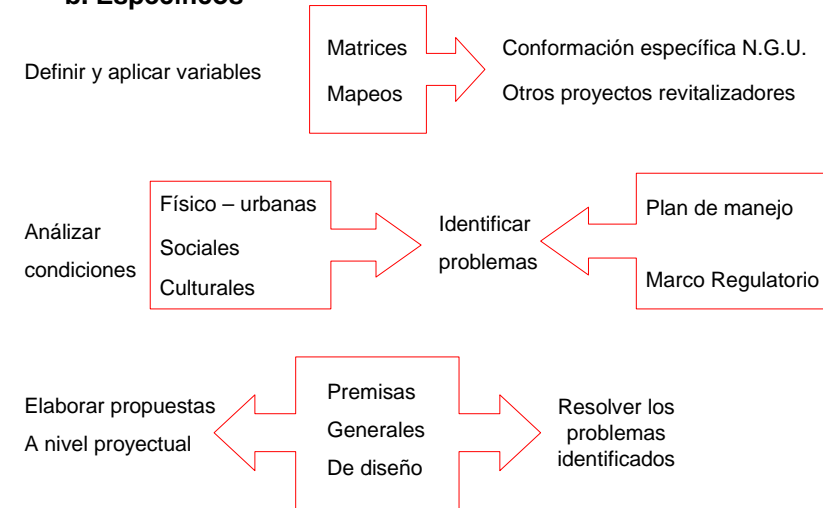 b. Específicos
Definir y aplicar variables
Matrices
Mapeos
Conformación específica N.G.U.
Otros proyectos revitalizadores
Análizar
condiciones
Físico – urbanas
Sociales
Culturales
Identificar
problemas
Plan de manejo
Marco Regulatorio
Elaborar propuestas
A nivel proyectual
Premisas
Generales
De diseño
Resolver los
problemas
identificados